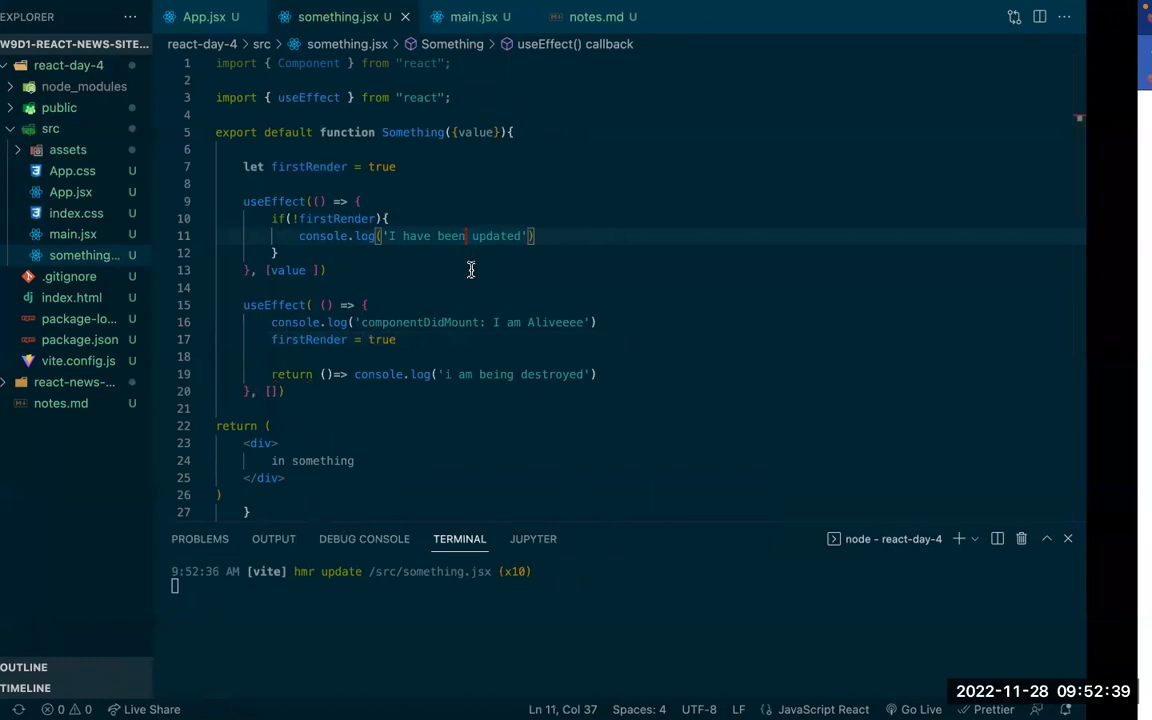 EXPLORER
App.jsx U
something.jsx U
main.jsx U
notes.md U
W9D1-REACT-NEWS-SITE...
react-day-4 > src > something.jsx > Something > useEffect() callback
react-day-4
node_modules
public
src
assets
App.css U
App.jsx U
index.css U
main.jsx U
something... U
.gitignore U
index.html U
package-lo... U
package.json U
vite.config.js U
react-news-...
notes.md U
OUTLINE
TIMELINE
1 import { Component } from "react";
2
3 import { useEffect } from "react";
4
5 export default function Something({value}){
6
7 let firstRender = true
8
9 useEffect(() => {
10 if(!firstRender){
11 console.log('I have been updated')
12 }
13 }, [value ])
14
15 useEffect( () => {
16 console.log('componentDidMount: I am Aliveeee')
17 firstRender = true
18
19 return ()=> console.log('i am being destroyed')
20 }, [])
21
22 return (
23 <div>
24 in something
25 </div>
26 )
27 }
PROBLEMS OUTPUT DEBUG CONSOLE TERMINAL JUPYTER
node - react-day-4
9:52:36 AM [vite] hmr update /src/something.jsx (x10)
2022-11-28 09:52:39
0 0 Live Share
Ln 11, Col 37 Spaces: 4 UTF-8 LF JavaScript React Go Live Prettier